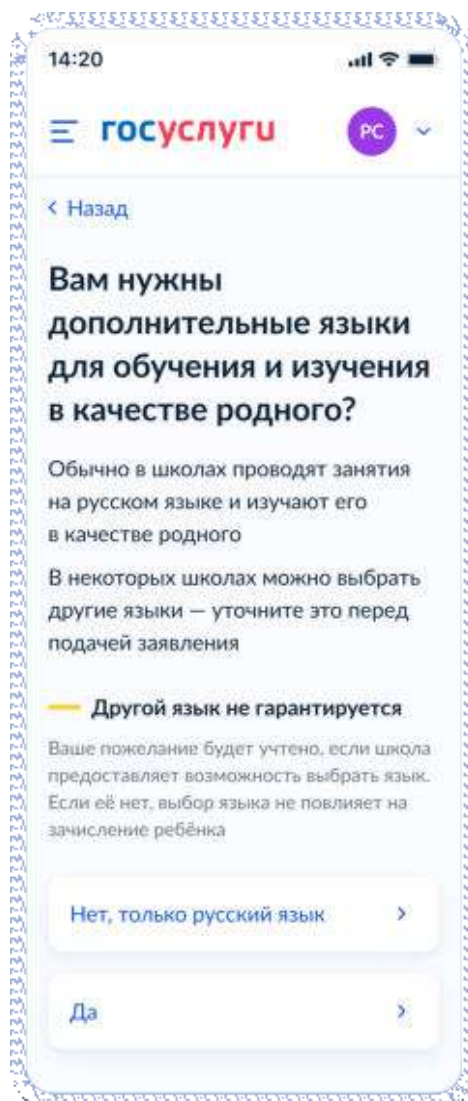 14:20
госуслуги
РС
Назад
Вам нужны
дополнительные языки
для обучения и изучения
в качестве родного?
Обычно в школах проводят занятия
на русском языке и изучают его
в качестве родного
В некоторых школах можно выбрать
другие языки — уточните это перед
подачей заявления
Другой язык не гарантируется
Ваше пожелание будет учтено, если школа
предоставляет возможность выбрать язык.
Если её нет, выбор языка не повлияет на
зачисление ребёнка
Нет, только русский язык
Да